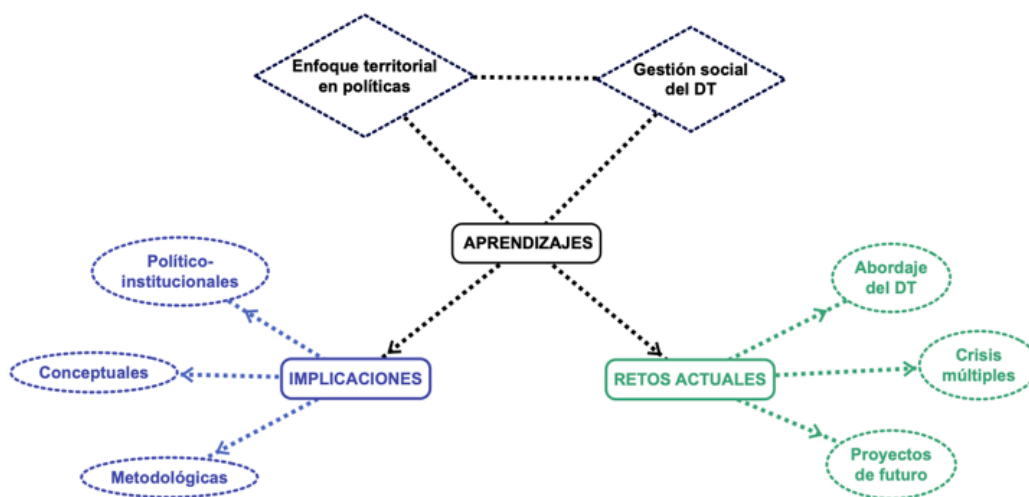 Enfoque territorial
en políticas
Gestión social
del DT
APRENDIZAJES
Político-
institucionales
Conceptuales
IMPLICACIONES
Metodológicas
Abordaje
del DT
RETOS ACTUALES
Crisis
múltiples
Proyectos
de futuro